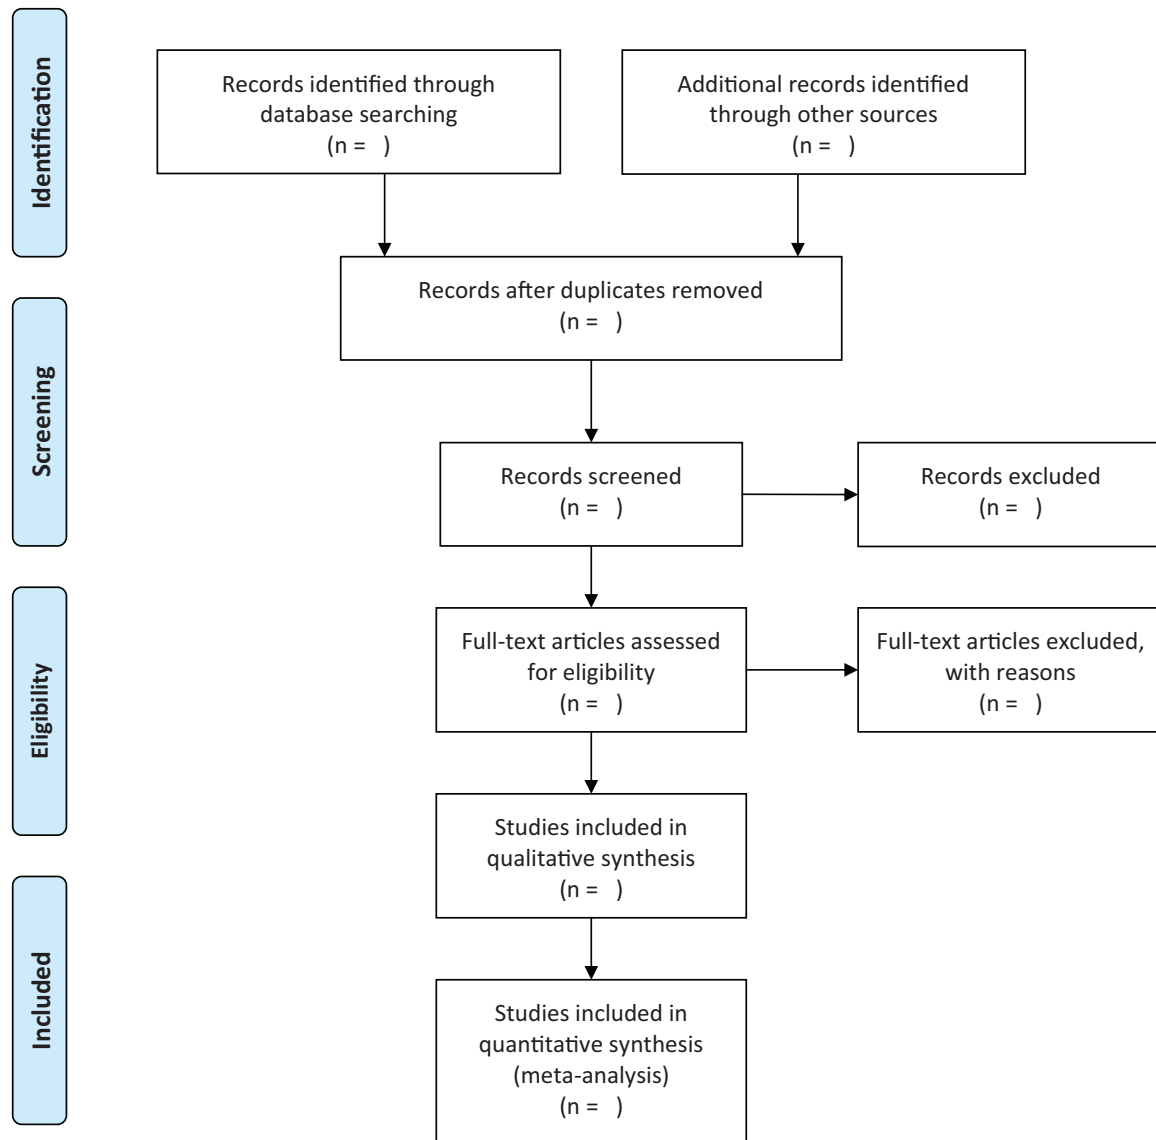 Identification
Records identified through
database searching
(n =   )
Additional records identified
through other sources
(n =   )
Records after duplicates removed
(n =   )
Screening
Records screened
(n =   )
Records excluded
(n =   )
Eligibility
Full-text articles assessed
for eligibility
(n =   )
Full-text articles excluded,
with reasons
(n =   )
Studies included in
qualitative synthesis
(n =   )
Included
Studies included in
quantitative synthesis
(meta-analysis)
(n =   )